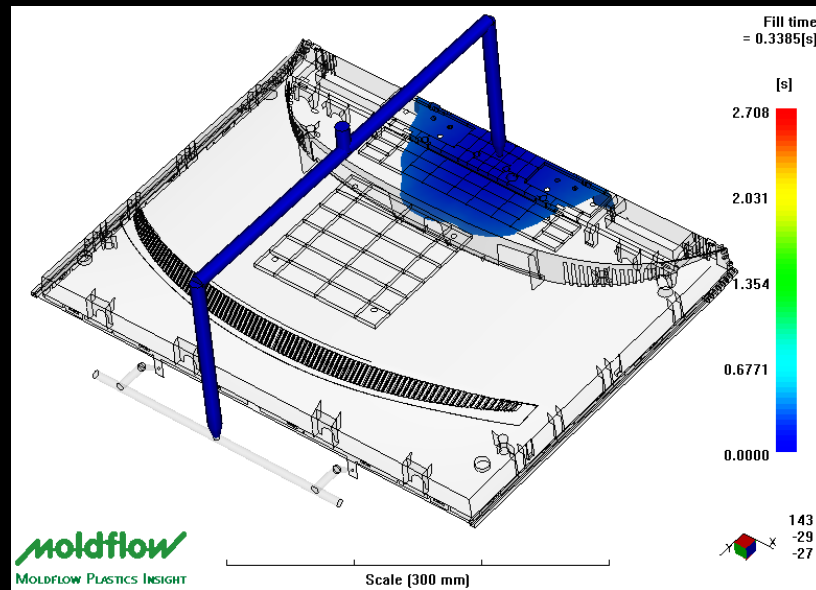 Fill time
= 0.3385[s]
[s]
2.708
2.031
1.354
0.6771
0.0000
moldflow
MOLDFLOW PLASTICS INSIGHT
Scale (300 mm)
Y
X
143
-29
-27